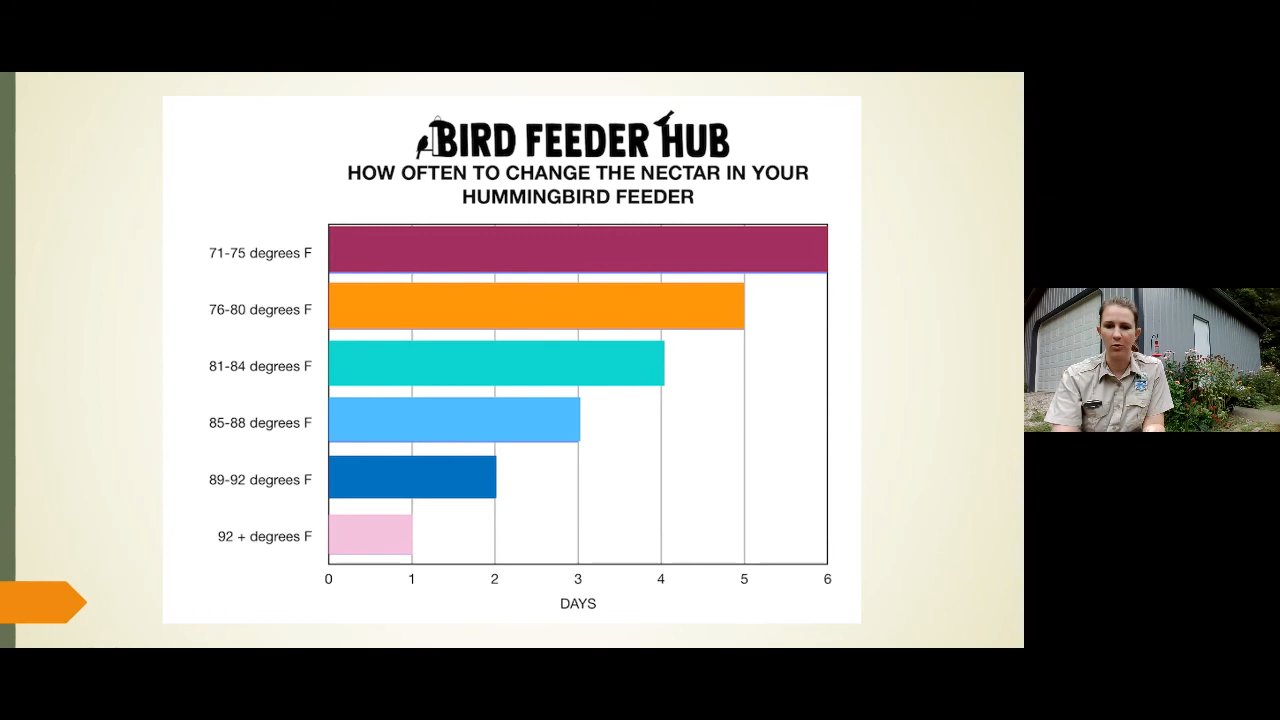 BIRD FEEDER HUB
HOW OFTEN TO CHANGE THE NECTAR IN YOUR
HUMMINGBIRD FEEDER
71-75 degrees F
76-80 degrees F
81-84 degrees F
85-88 degrees F
89-92 degrees F
92 + degrees F
0 1 2 3 4 5 6
DAYS